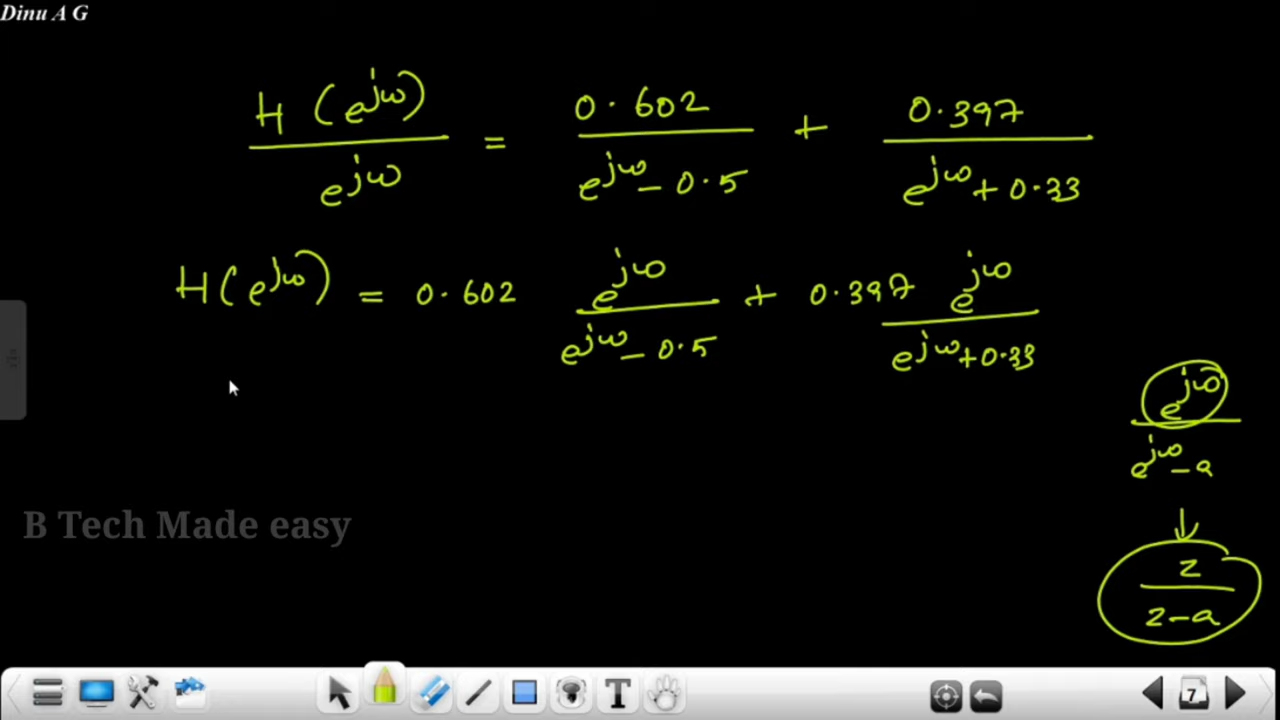 Dinu A G
H(e^{jω}) / e^{jω} = 0.602 / (e^{jω} - 0.5) + 0.397 / (e^{jω} + 0.33)
H(e^{jω}) = 0.602 e^{jω} / (e^{jω} - 0.5) + 0.397 e^{jω} / (e^{jω} + 0.33)
e^{jω} / (e^{jω} - a)
↓
z / (z - a)
B Tech Made easy
T
7